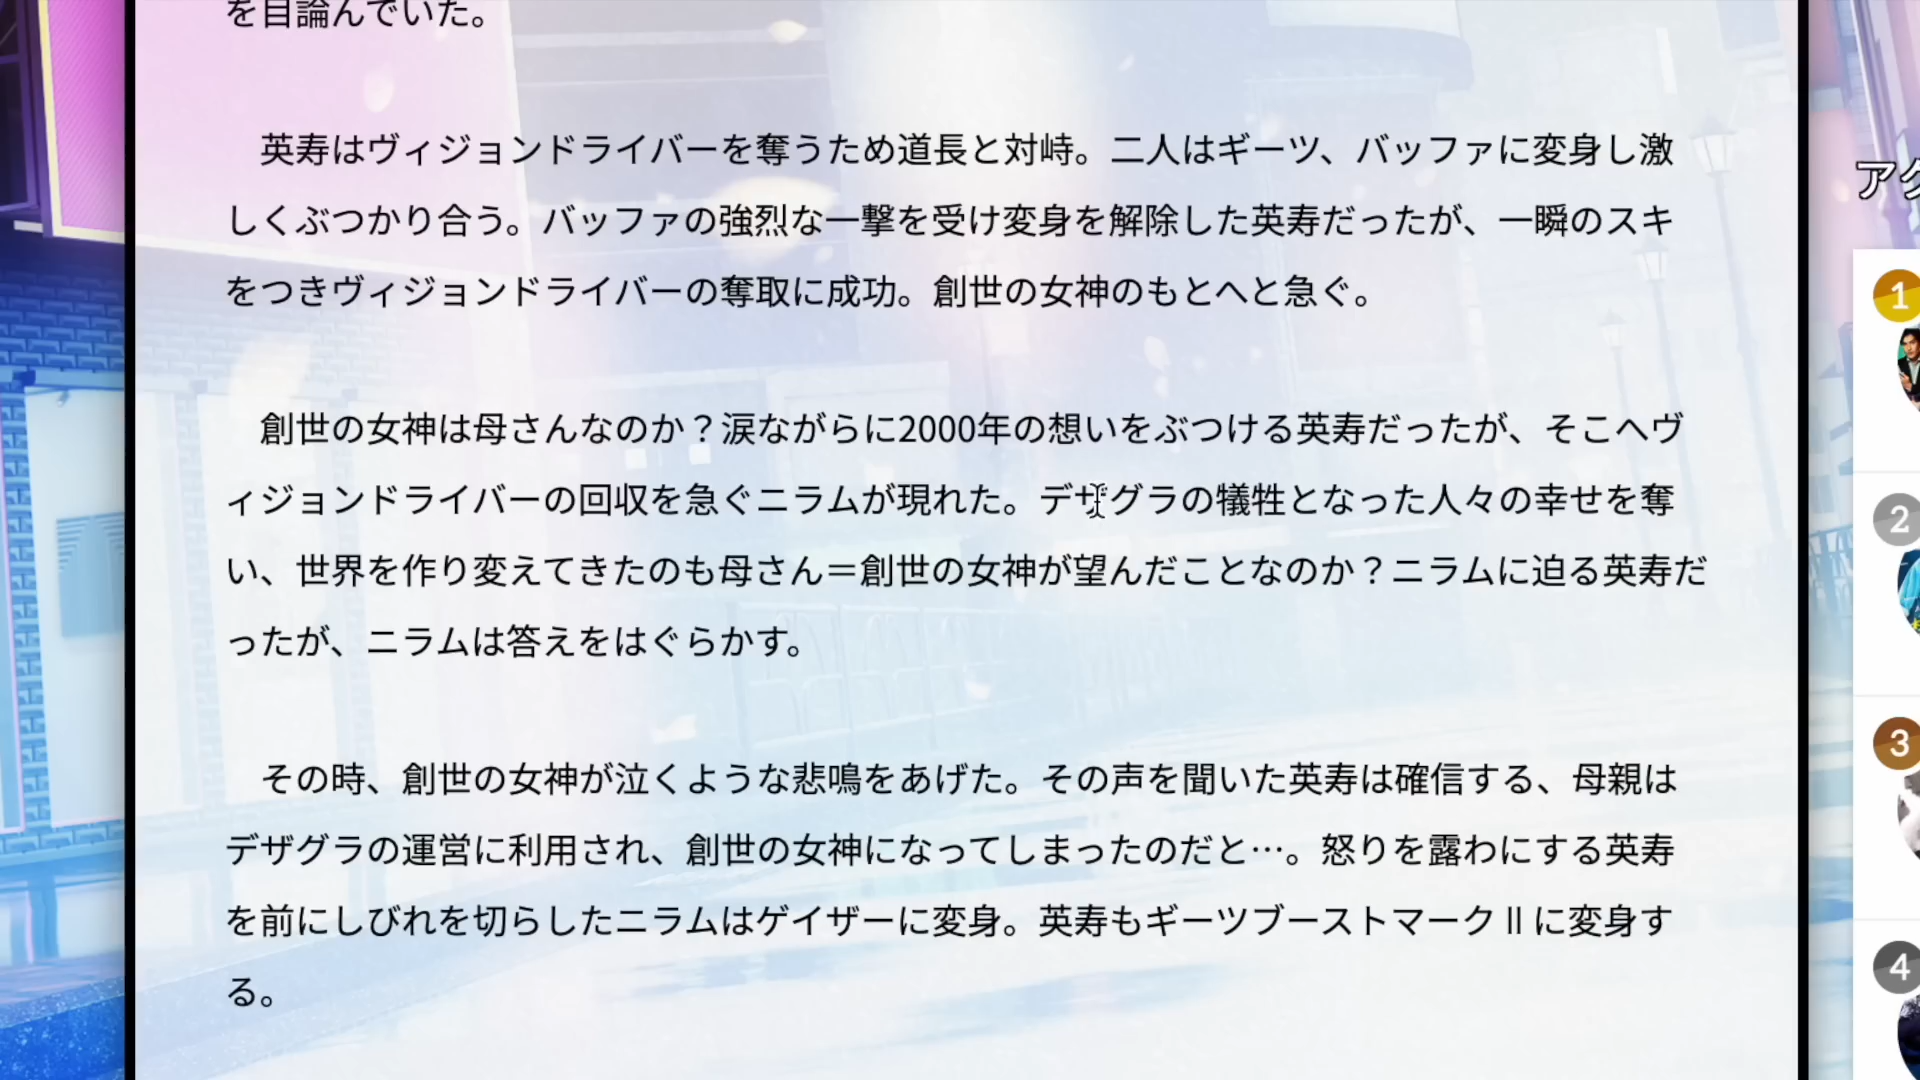 を目論んでいた。
英寿はヴィジョンドライバーを奪うため道長と対峙。二人はギーツ、バッファに変身し激
しくぶつかり合う。バッファの強烈な一撃を受け変身を解除した英寿だったが、一瞬のスキ
をつきヴィジョンドライバーの奪取に成功。創世の女神のもとへと急ぐ。
創世の女神は母さんなのか？涙ながらに2000年の想いをぶつける英寿だったが、そこへヴ
ィジョンドライバーの回収を急ぐニラムが現れた。デザグラの犠牲となった人々の幸せを奪
い、世界を作り変えてきたのも母さん＝創世の女神が望んだことなのか？ニラムに迫る英寿だ
ったが、ニラムは答えをはぐらかす。
その時、創世の女神が泣くような悲鳴をあげた。その声を聞いた英寿は確信する、母親は
デザグラの運営に利用され、創世の女神になってしまったのだと…。怒りを露わにする英寿
を前にしびれを切らしたニラムはゲイザーに変身。英寿もギーツブーストマークⅡに変身す
る。
アク
1
2
3
4